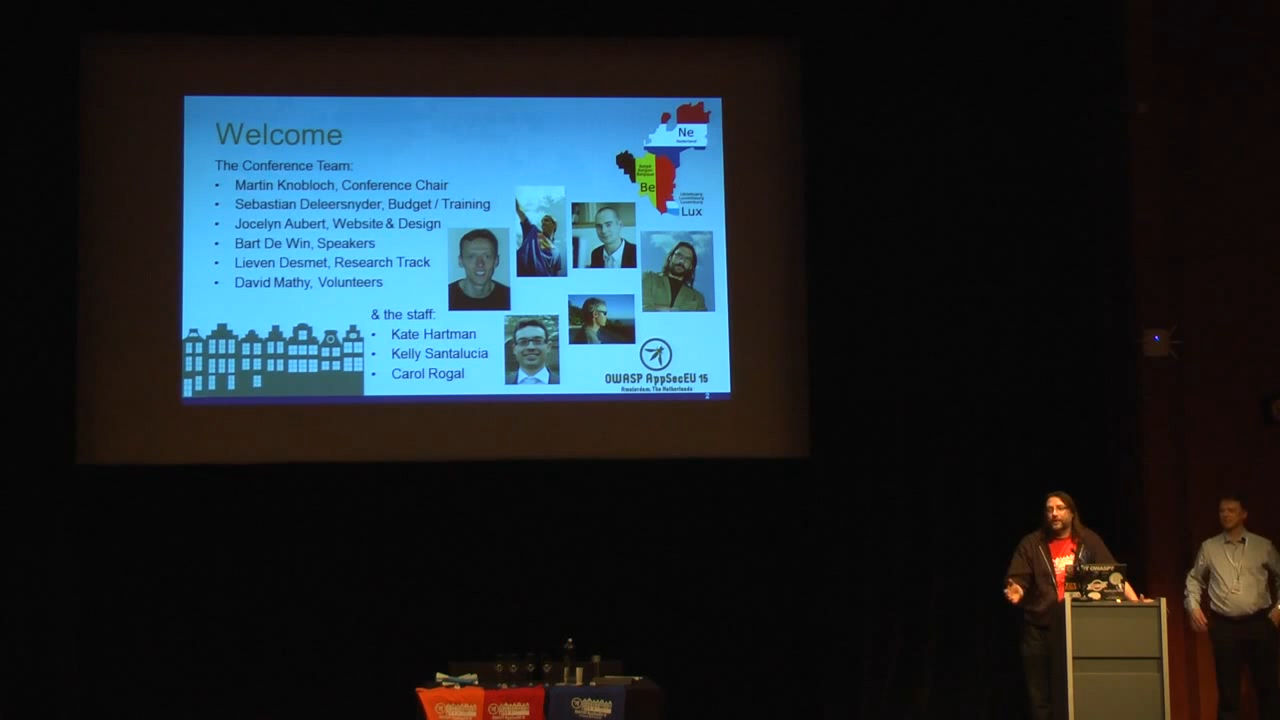 Welcome
The Conference Team:
• Martin Knobloch, Conference Chair
• Sebastian Deleersnyder, Budget / Training
• Jocelyn Aubert, Website & Design
• Bart De Win, Speakers
• Lieven Desmet, Research Track
• David Mathy, Volunteers
& the staff:
• Kate Hartman
• Kelly Santalucia
• Carol Rogal
Ne
Nederland
Be
Lux
OWASP AppSecEU 15
Amsterdam, The Netherlands
2
OWASP?